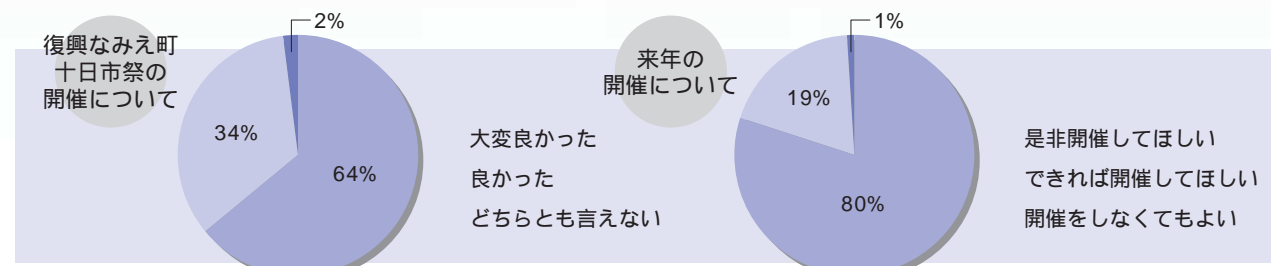 復興なみえ町
十日市祭の
開催について
2%
34%
64%
大変良かった
良かった
どちらとも言えない
来年の
開催について
1%
19%
80%
是非開催してほしい
できれば開催してほしい
開催をしなくてもよい